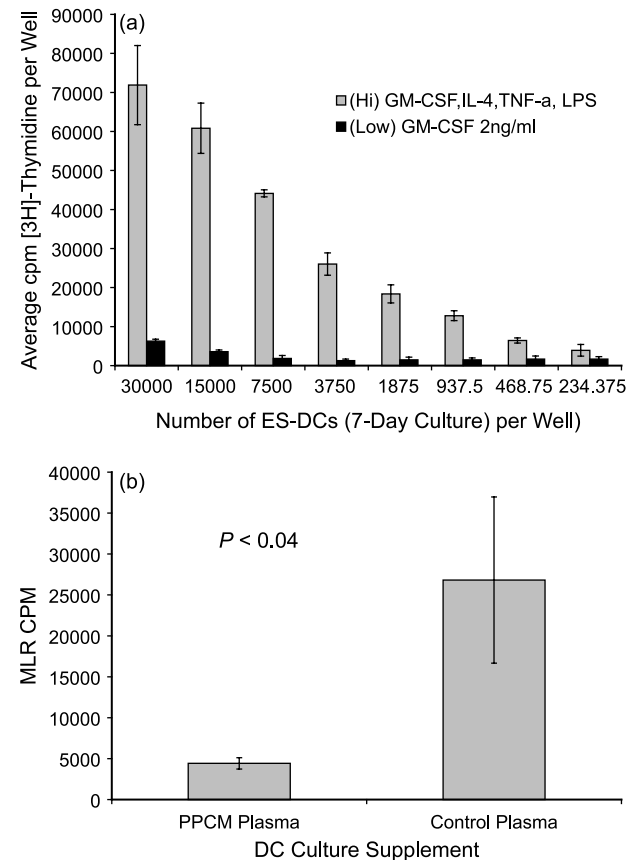 (a)
90000
80000
70000
60000
50000
40000
30000
20000
10000
0
Average cpm [3H]-Thymidine per Well
(Hi) GM-CSF,IL-4,TNF-a, LPS
(Low) GM-CSF 2ng/ml
30000 15000 7500 3750 1875 937.5 468.75 234.375
Number of ES-DCs (7-Day Culture) per Well)
(b)
40000
35000
30000
25000
20000
15000
10000
5000
0
MLR CPM
P < 0.04
PPCM Plasma Control Plasma
DC Culture Supplement